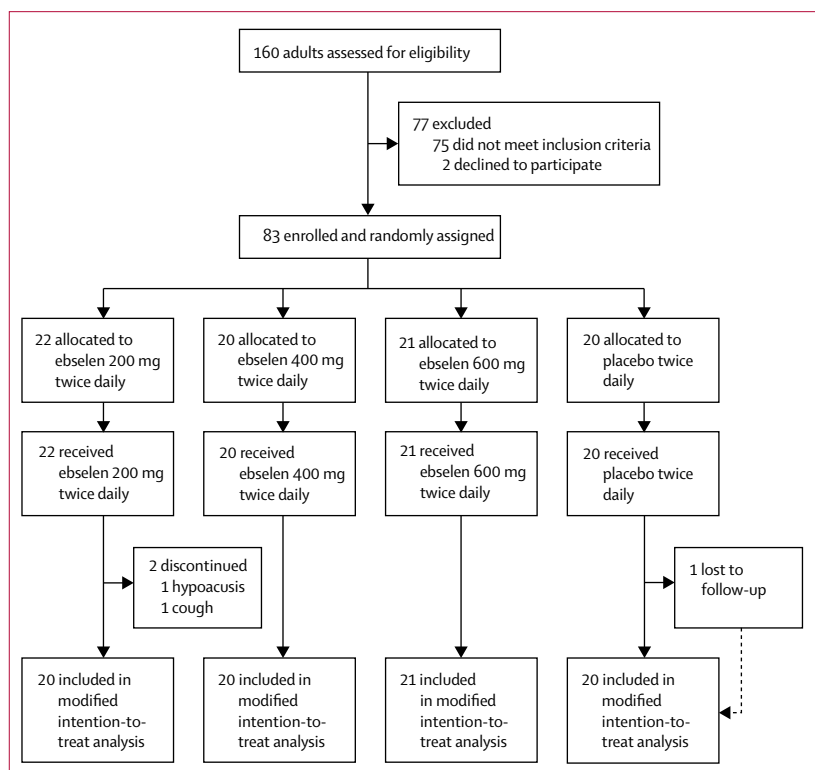 160 adults assessed for eligibility
77 excluded
75 did not meet inclusion criteria
2 declined to participate
83 enrolled and randomly assigned
22 allocated to
ebselen 200 mg
twice daily
20 allocated to
ebselen 400 mg
twice daily
21 allocated to
ebselen 600 mg
twice daily
20 allocated to
placebo twice
daily
22 received
ebselen 200 mg
twice daily
20 received
ebselen 400 mg
twice daily
21 received
ebselen 600 mg
twice daily
20 received
placebo twice
daily
2 discontinued
1 hypoacusis
1 cough
1 lost to
follow-up
20 included in
modified
intention-to-
treat analysis
20 included in
modified
intention-to-
treat analysis
21 included
in modified
intention-to-
treat analysis
20 included in
modified
intention-to-
treat analysis